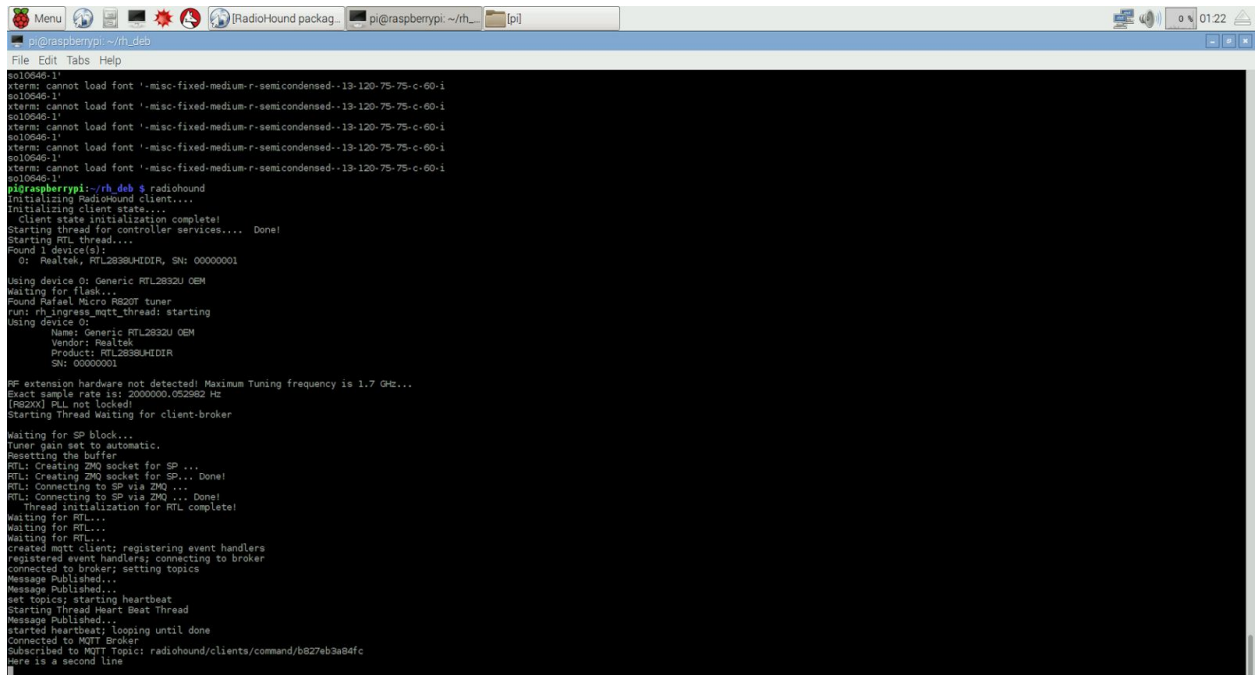 Menu
[RadioHound packag...
pi@raspberrypi: ~/rh_...
[pi]
0 %
01:22
pi@raspberrypi: ~/rh_deb
File Edit Tabs Help
so10646-1'
xterm: cannot load font '-misc-fixed-medium-r-semicondensed--13-120-75-75-c-60-i
so10646-1'
xterm: cannot load font '-misc-fixed-medium-r-semicondensed--13-120-75-75-c-60-i
so10646-1'
xterm: cannot load font '-misc-fixed-medium-r-semicondensed--13-120-75-75-c-60-i
so10646-1'
xterm: cannot load font '-misc-fixed-medium-r-semicondensed--13-120-75-75-c-60-i
so10646-1'
xterm: cannot load font '-misc-fixed-medium-r-semicondensed--13-120-75-75-c-60-i
so10646-1'
pi@raspberrypi:~/rh_deb $ radiohound
Initializing RadioHound client....
Initializing client state....
Client state initialization complete!
Starting thread for controller services.... Done!
Starting RTL thread....
Found 1 device(s):
0: Realtek, RTL2838UHIDIR, SN: 00000001
Using device 0: Generic RTL2832U OEM
Waiting for flask...
Found Rafael Micro R820T tuner
run: rh_ingress_mqtt_thread: starting
Using device 0:
Name: Generic RTL2832U OEM
Vendor: Realtek
Product: RTL2838UHIDIR
SN: 00000001
RF extension hardware not detected! Maximum Tuning frequency is 1.7 GHz...
Exact sample rate is: 2000000.052982 Hz
[R82XX] PLL not locked!
Starting Thread Waiting for client-broker
Waiting for SP block...
Tuner gain set to automatic.
Resetting the buffer
RTL: Creating ZMQ socket for SP ...
RTL: Creating ZMQ socket for SP... Done!
RTL: Connecting to SP via ZMQ ...
RTL: Connecting to SP via ZMQ ... Done!
Thread initialization for RTL complete!
Waiting for RTL...
Waiting for RTL...
Waiting for RTL...
created mqtt client; registering event handlers
registered event handlers; connecting to broker
connected to broker; setting topics
Message Published...
Message Published...
set topics; starting heartbeat
Starting Thread Heart Beat Thread
Message Published...
started heartbeat; looping until done
Connected to MQTT Broker
Subscribed to MQTT Topic: radiohound/clients/command/b827eb3a84fc
Here is a second line